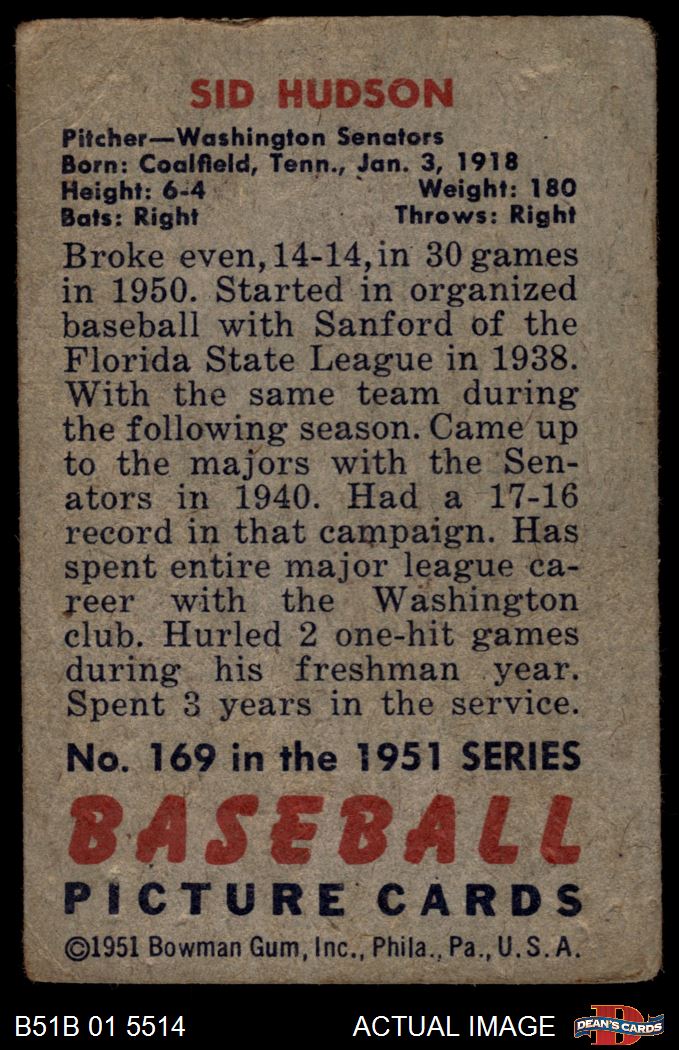 SID HUDSON
Pitcher—Washington Senators
Born: Coalfield, Tenn., Jan. 3, 1918
Height: 6-4 Weight: 180
Bats: Right Throws: Right
Broke even, 14-14, in 30 games
in 1950. Started in organized
baseball with Sanford of the
Florida State League in 1938.
With the same team during
the following season. Came up
to the majors with the Sen-
ators in 1940. Had a 17-16
record in that campaign. Has
spent entire major league ca-
reer with the Washington
club. Hurled 2 one-hit games
during his freshman year.
Spent 3 years in the service.
No. 169 in the 1951 SERIES
BASEBALL
PICTURE CARDS
©1951 Bowman Gum, Inc., Phila., Pa., U.S.A.
B51B 01 5514 ACTUAL IMAGE DEAN'S CARDS